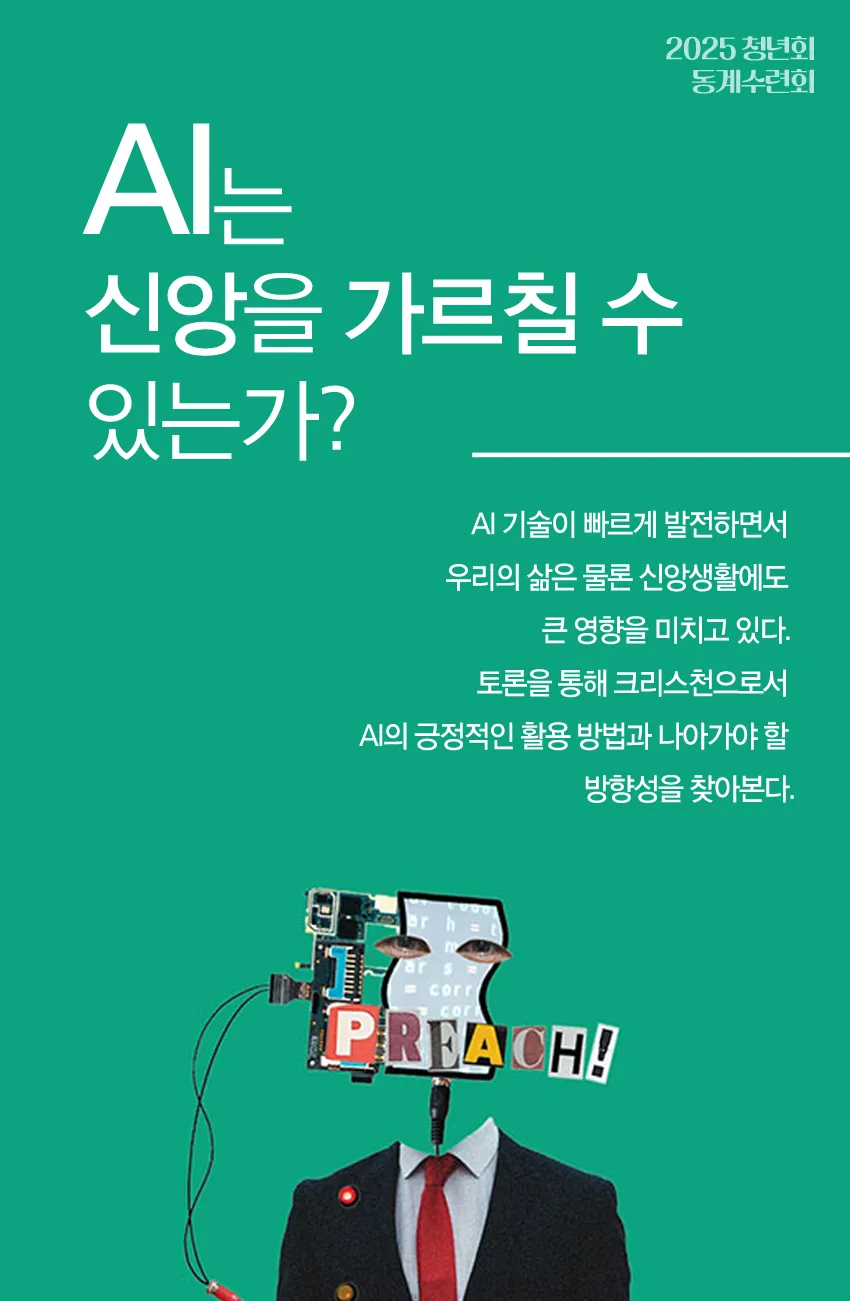 2025 청년회
동계수련회
AI는
신앙을 가르칠 수
있는가?
AI 기술이 빠르게 발전하면서
우리의 삶은 물론 신앙생활에도
큰 영향을 미치고 있다.
토론을 통해 크리스천으로서
AI의 긍정적인 활용 방법과 나아가야 할
방향성을 찾아본다.
ar h = t
m
ar s =
= corr
= corr
PREACH!